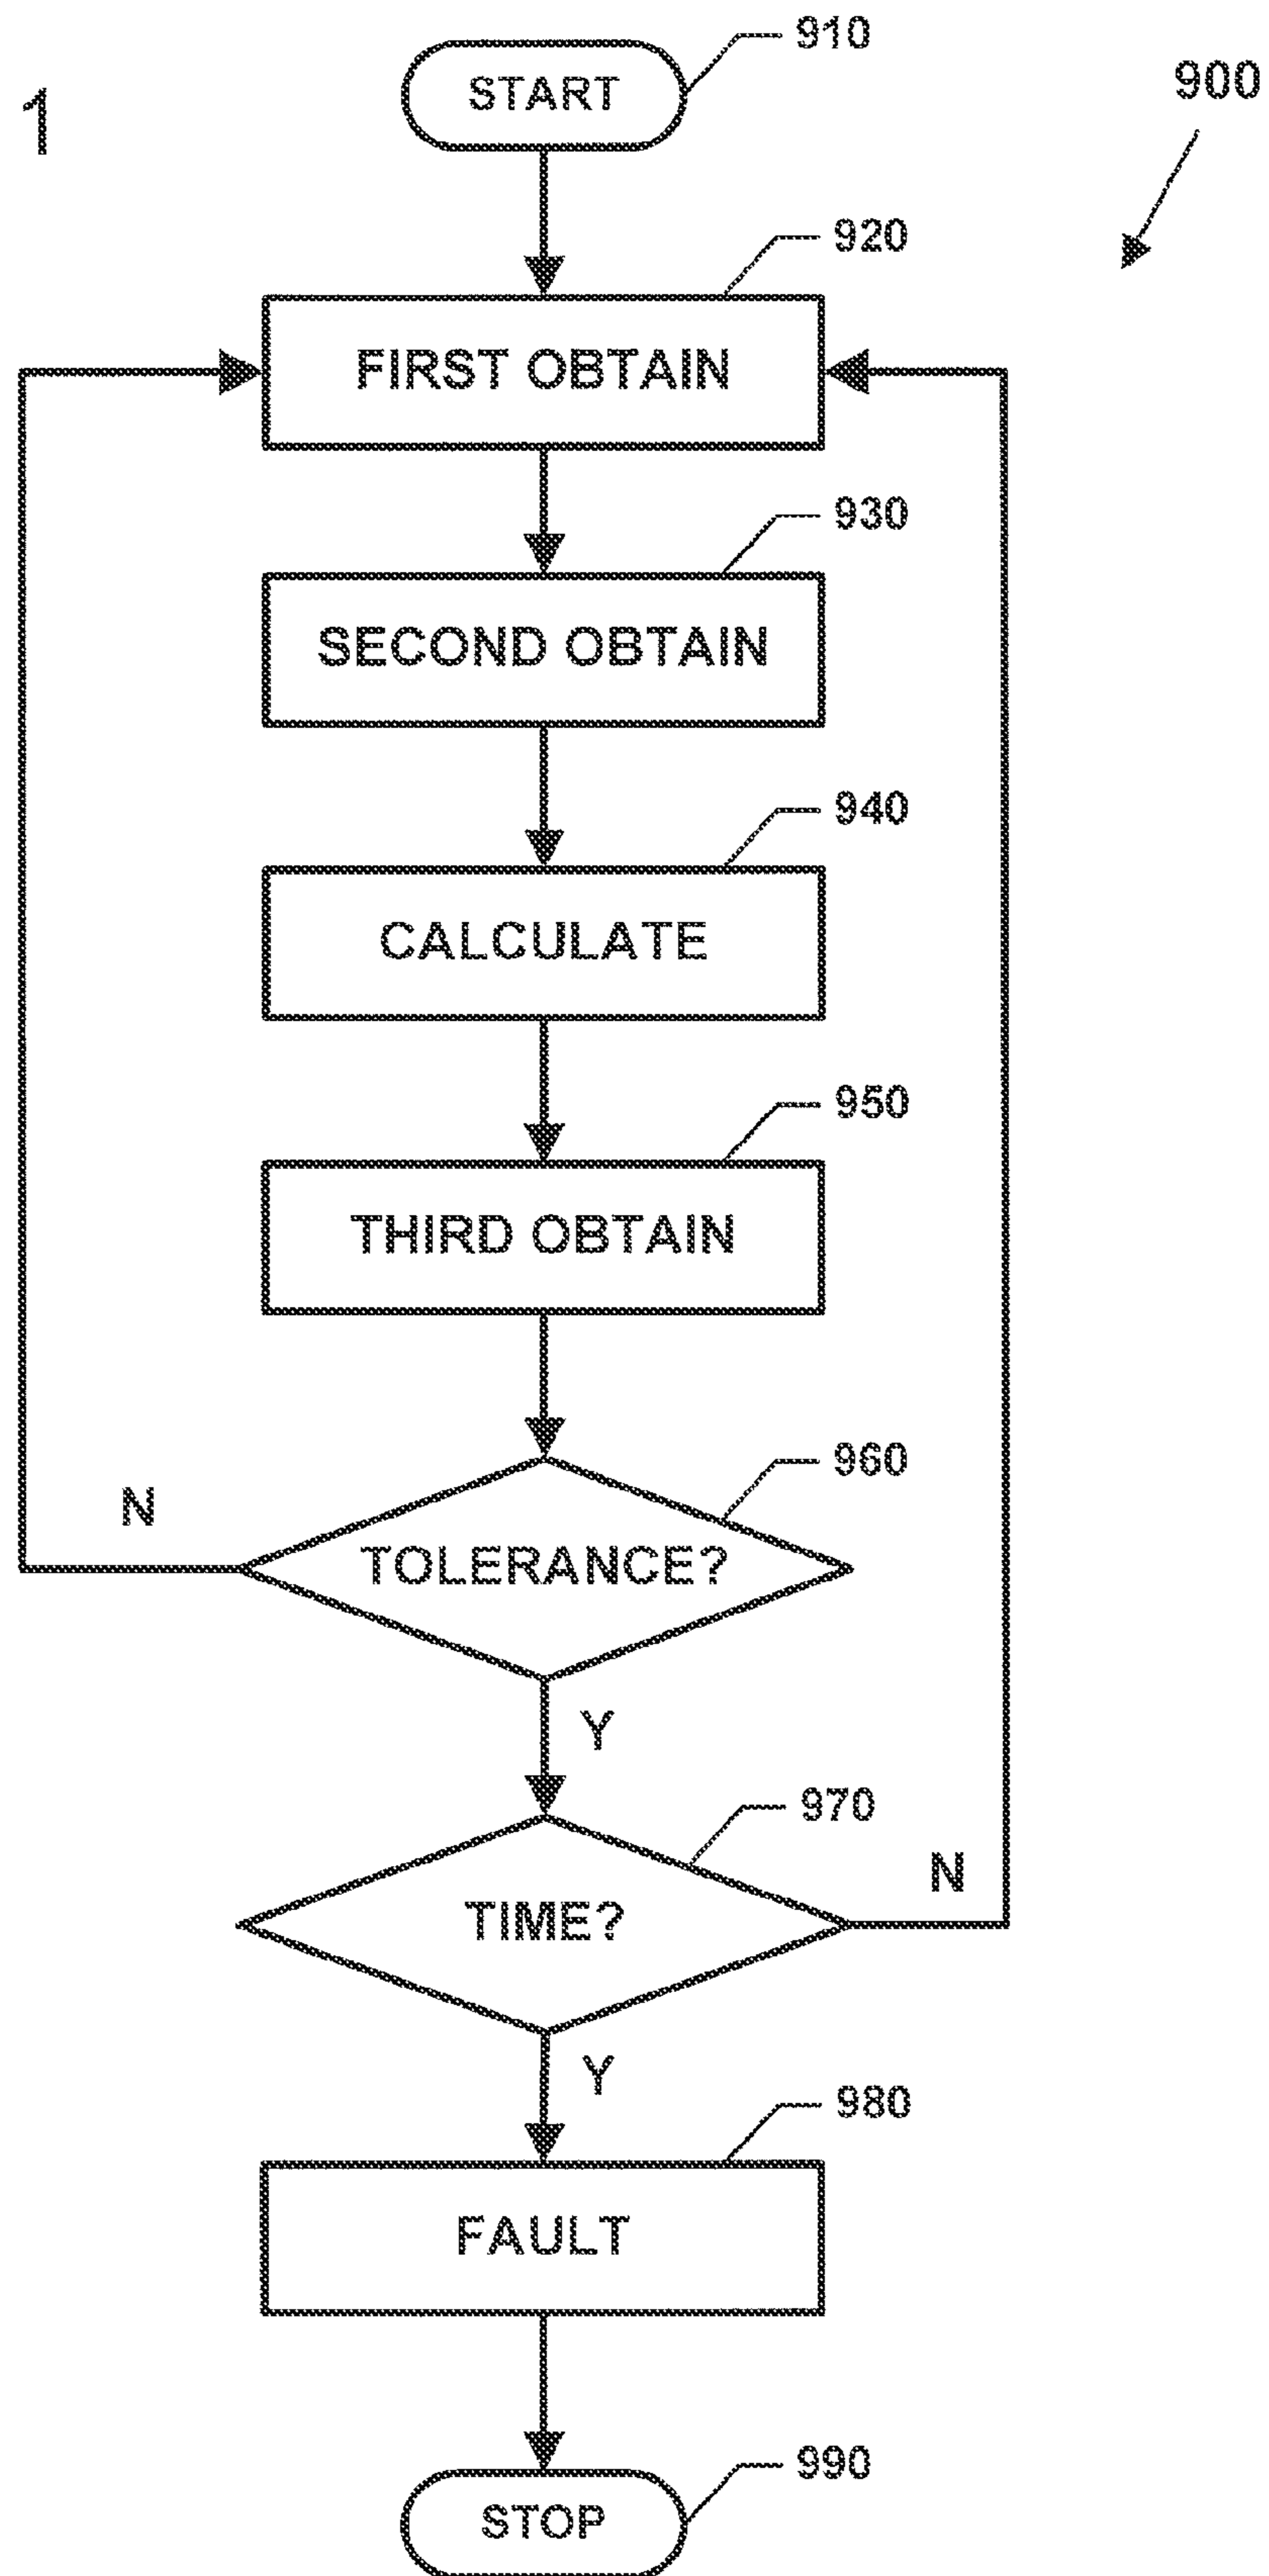 910
1
START
900
920
FIRST OBTAIN
930
SECOND OBTAIN
940
CALCULATE
950
THIRD OBTAIN
960
N
TOLERANCE?
Y
970
N
TIME?
Y
980
FAULT
990
STOP